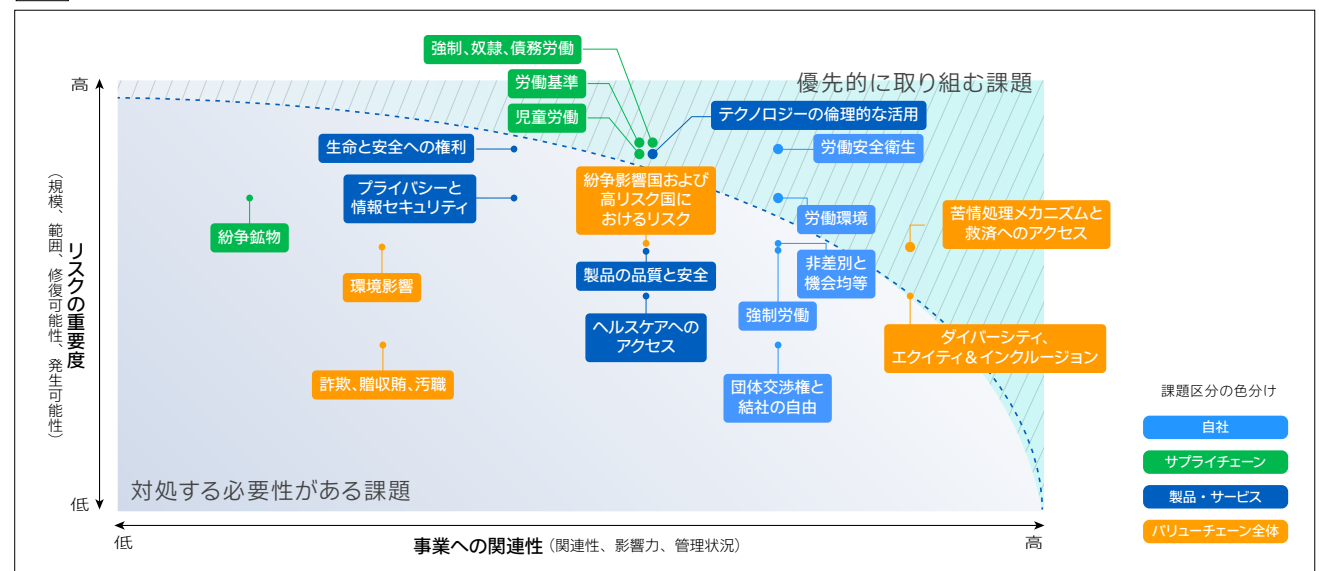 強制、奴隷、債務労働
高
労働基準
優先的に取り組む課題
児童労働
テクノロジーの倫理的な活用
生命と安全への権利
労働安全衛生
プライバシーと
情報セキュリティ
紛争影響国および
高リスク国に
おけるリスク
紛争鉱物
労働環境
苦情処理メカニズムと
救済へのアクセス
環境影響
製品の品質と安全
非差別と
機会均等
ヘルスケアへの
アクセス
強制労働
ダイバーシティ、
エクイティ&インクルージョン
詐欺、贈収賄、汚職
団体交渉権と
結社の自由
リスクの重要度
(規模、範囲、修復可能性、発生可能性)
対処する必要性がある課題
低
低
事業への関連性(関連性、影響力、管理状況)
高
課題区分の色分け
自社
サプライチェーン
製品・サービス
バリューチェーン全体